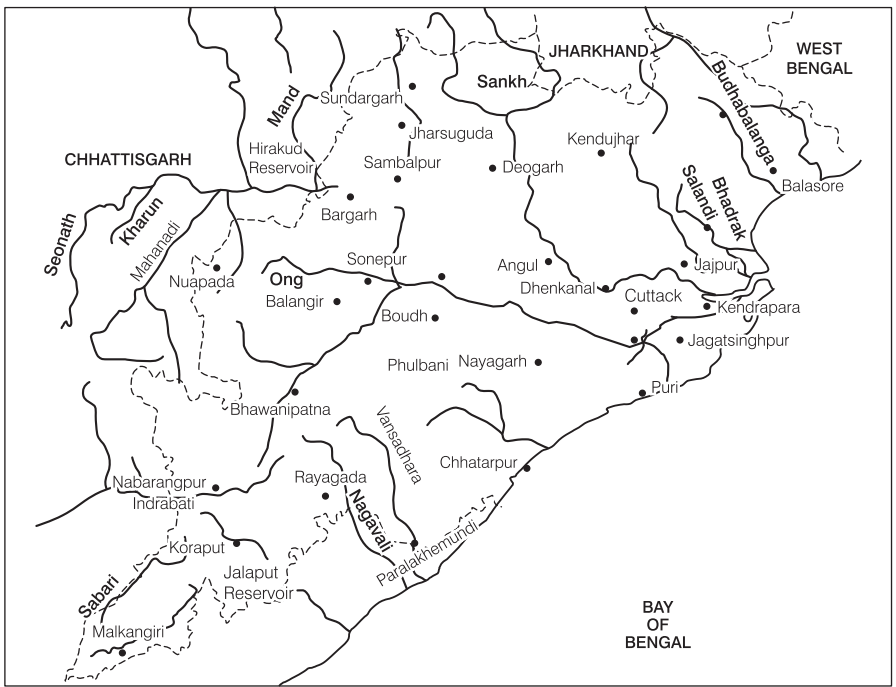 JHARKHAND
WEST
BENGAL
Sankh
Budhabalanga
Mand
Sundargarh
Jharsuguda
Kendujhar
Hirakud
Reservoir
CHHATTISGARH
Sambalpur
Deogarh
Balasore
Salandi
Bhadrak
Bargarh
Kharun
Seonath
Mahanadi
Sonepur
Angul
Jajpur
Nuapada
Ong
Dhenkanal
Balangir
Cuttack
Kendrapara
Boudh
Jagatsinghpur
Phulbani
Nayagarh
Puri
Bhawanipatna
Vansadhara
Chhatarpur
Nabarangpur
Indrabati
Rayagada
Nagavali
Koraput
Paralakhemundi
Jalaput
Reservoir
Sabari
Malkangiri
BAY
OF
BENGAL